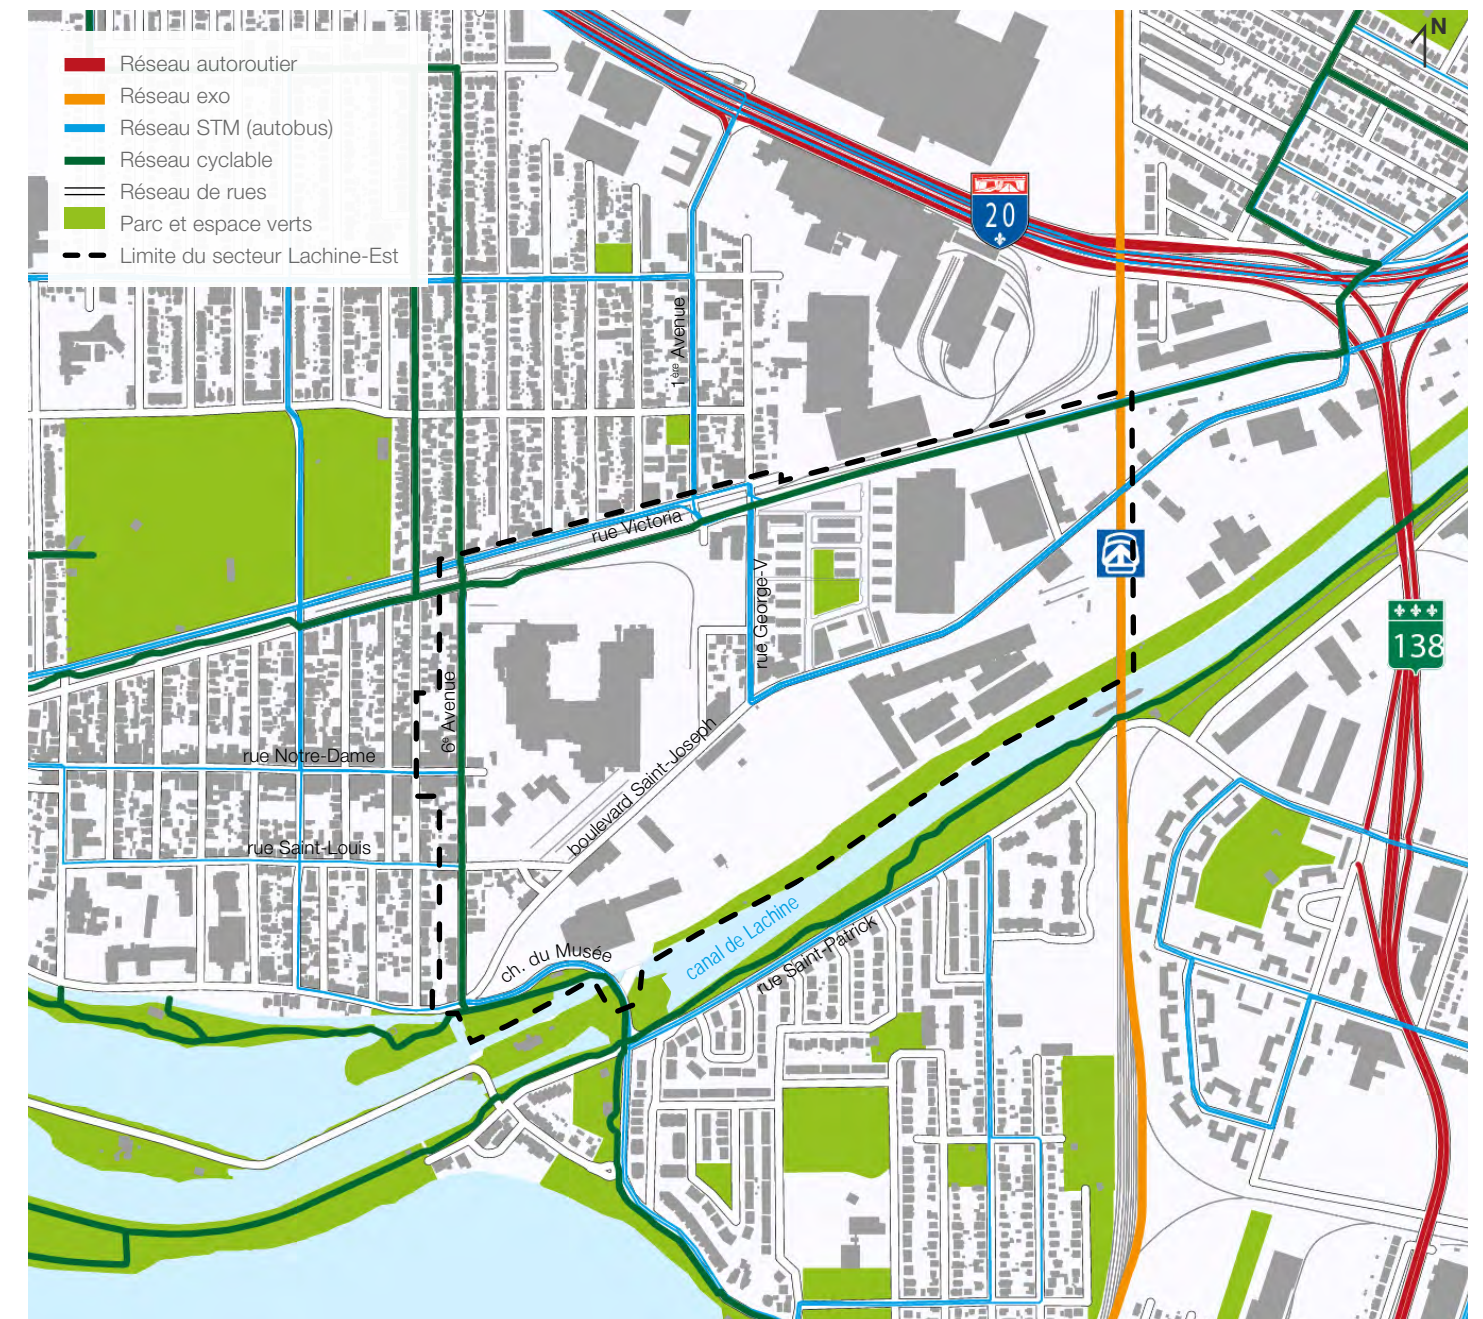 Réseau autoroutier
Réseau exo
Réseau STM (autobus)
Réseau cyclable
Réseau de rues
Parc et espace verts
Limite du secteur Lachine-Est
N
20
1ère Avenue
rue Victoria
rue George-V
138
6e Avenue
rue Notre-Dame
boulevard Saint-Joseph
rue Saint-Louis
canal de Lachine
ch. du Musée
rue Saint-Patrick